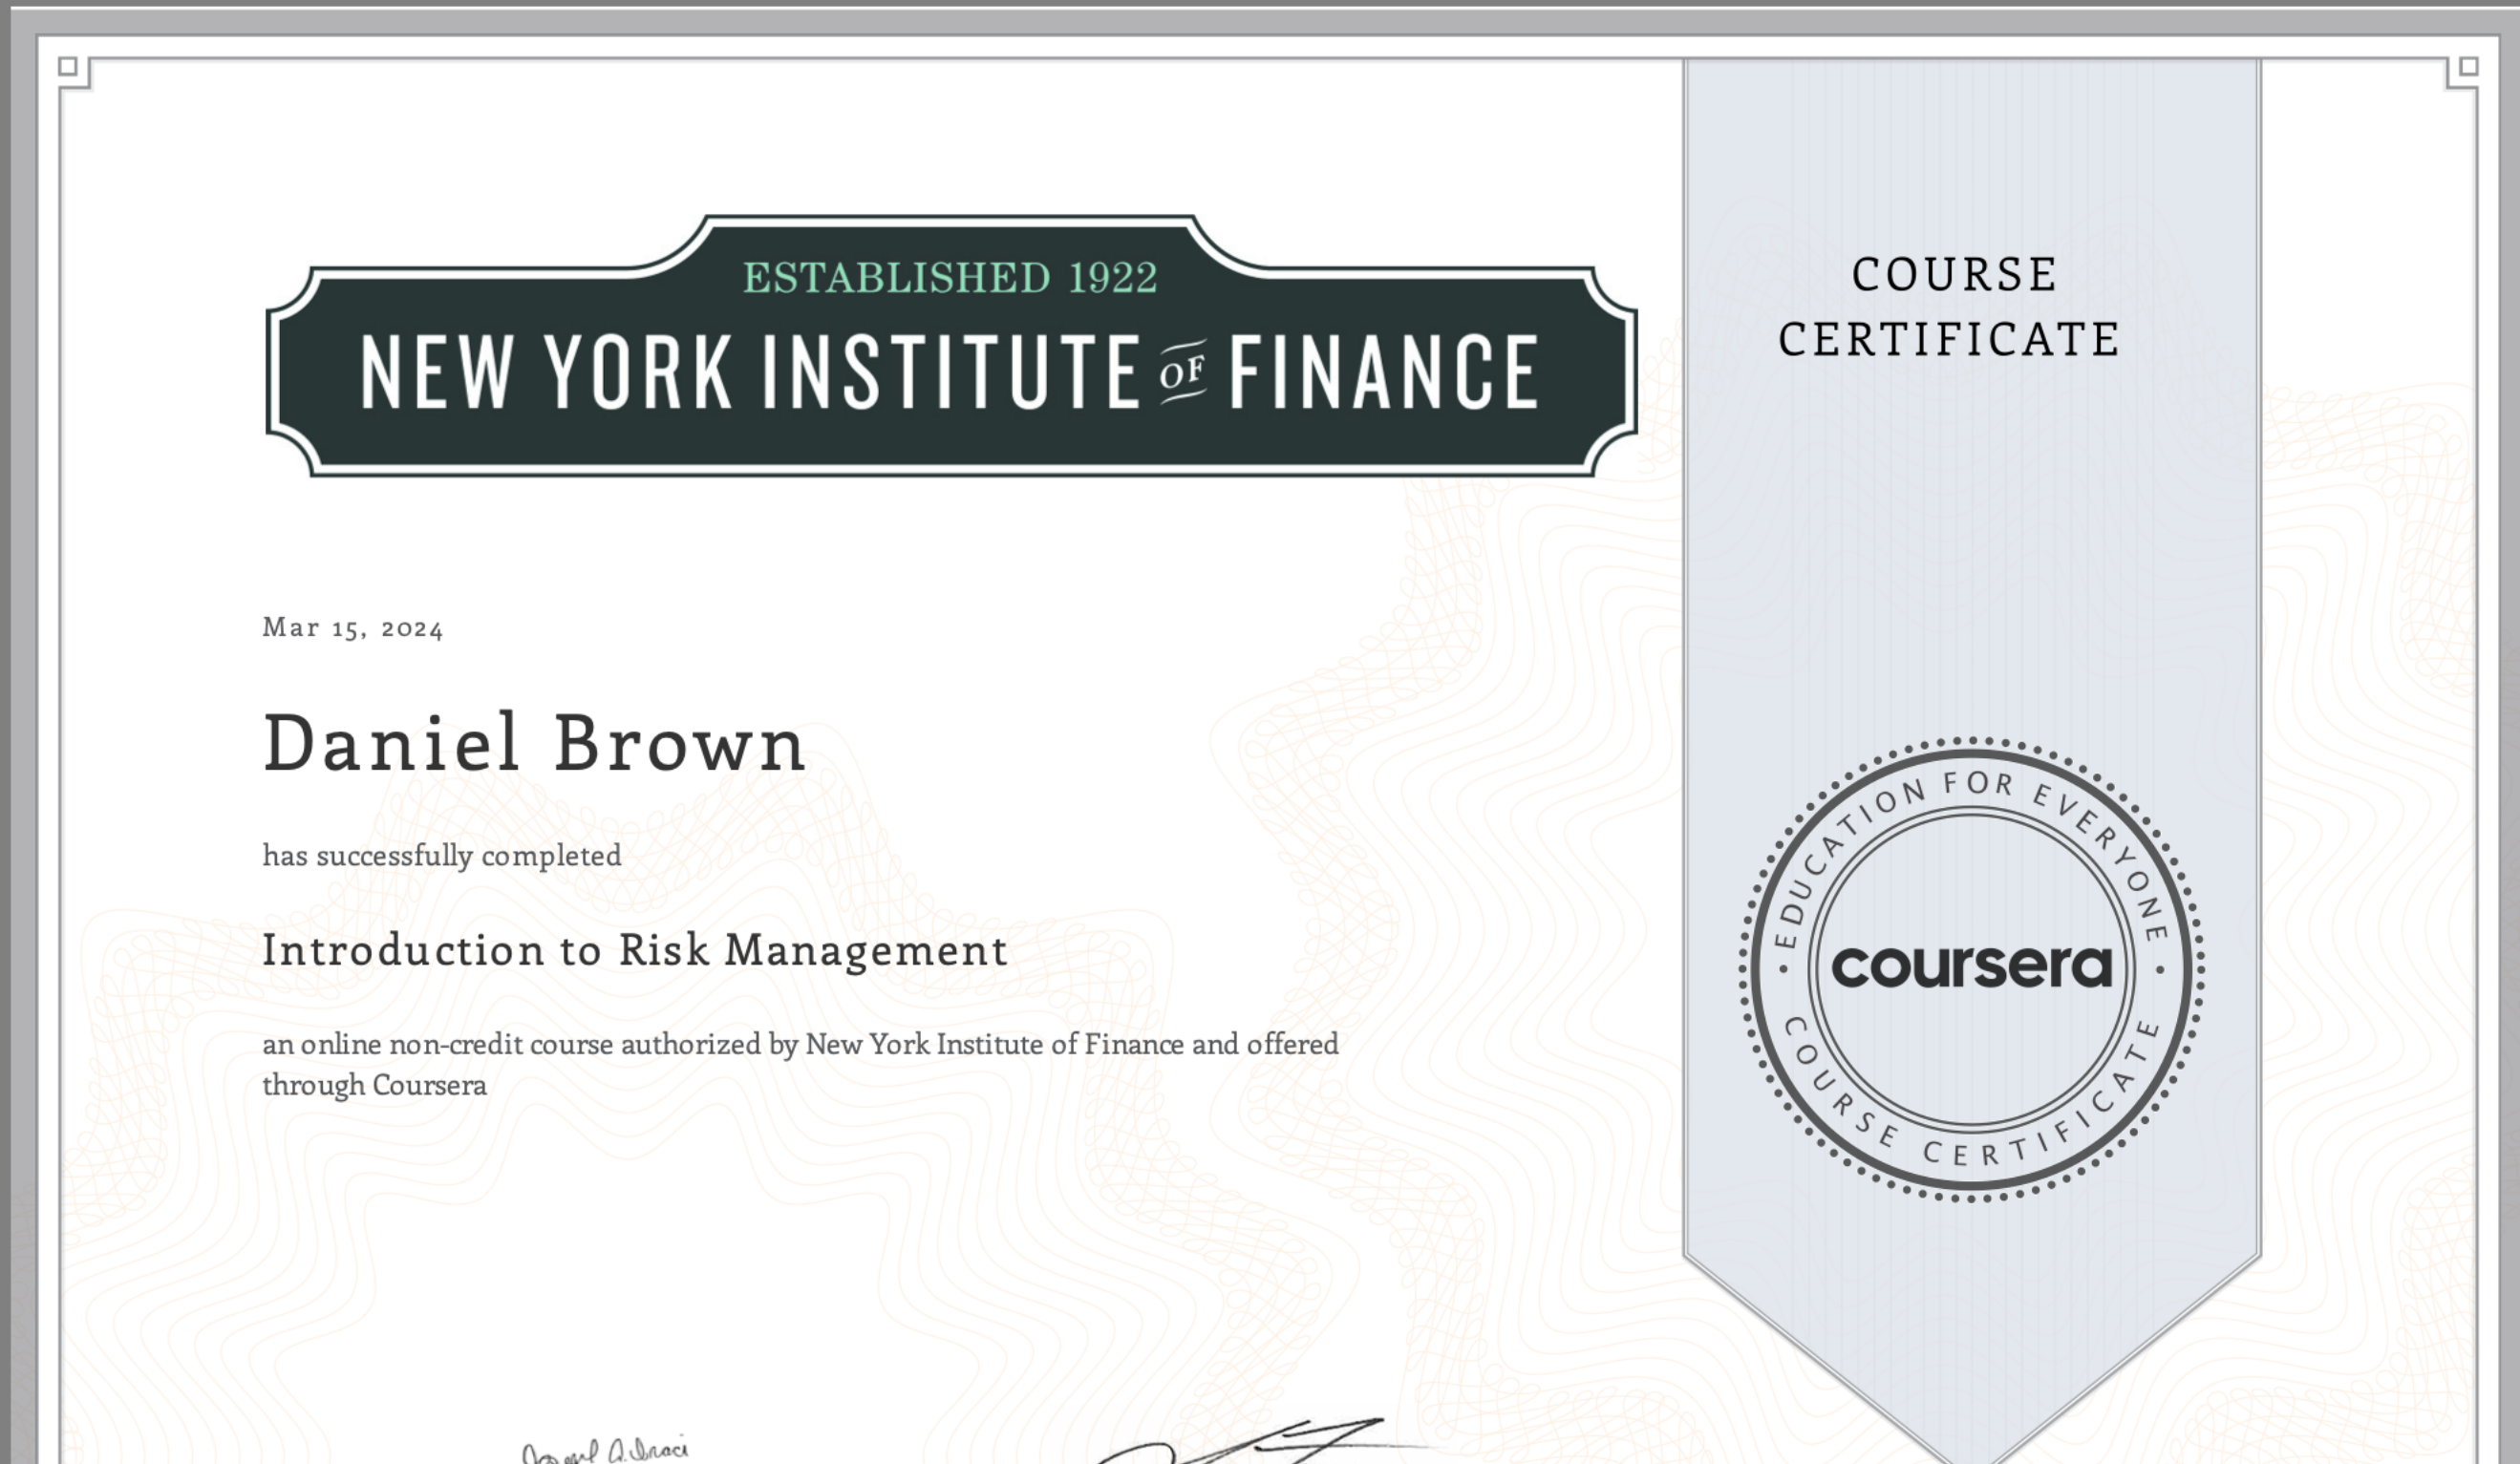 ESTABLISHED 1922
NEW YORK INSTITUTE OF FINANCE
COURSE
CERTIFICATE
Mar 15, 2024
Daniel Brown
has successfully completed
Introduction to Risk Management
an online non-credit course authorized by New York Institute of Finance and offered
through Coursera
EDUCATION FOR EVERYONE
coursera
COURSE CERTIFICATE